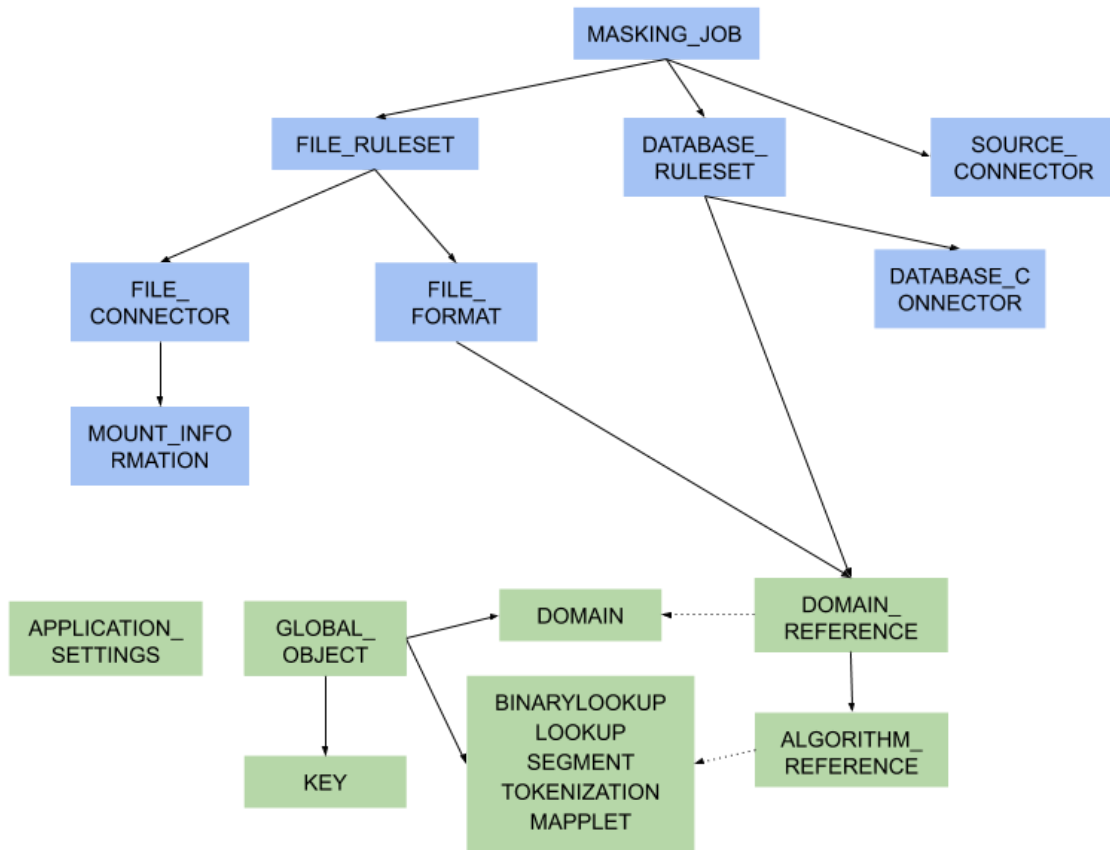 MASKING_JOB
FILE_RULESET
DATABASE_
RULESET
SOURCE_
CONNECTOR
FILE_
CONNECTOR
FILE_
FORMAT
DATABASE_C
ONNECTOR
MOUNT_INFO
RMATION
APPLICATION_
SETTINGS
GLOBAL_
OBJECT
DOMAIN
DOMAIN_
REFERENCE
KEY
BINARYLOOKUP
LOOKUP
SEGMENT
TOKENIZATION
MAPPLET
ALGORITHM_
REFERENCE